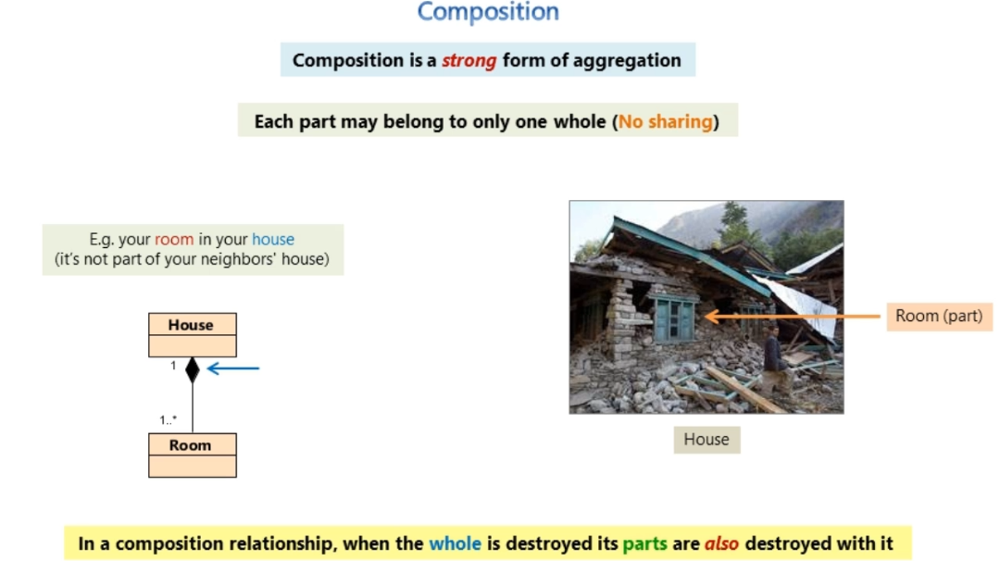 Composition
Composition is a strong form of aggregation
Each part may belong to only one whole (No sharing)
E.g. your room in your house
(it's not part of your neighbors' house)
House
1
1..*
Room
Room (part)
House
In a composition relationship, when the whole is destroyed its parts are also destroyed with it